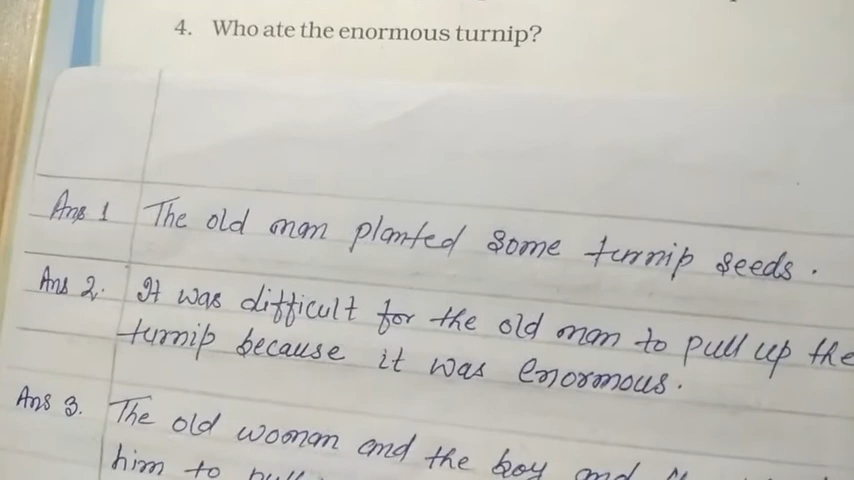 4. Who ate the enormous turnip?
Ans 1 The old man planted some turnip seeds.
Ans 2. It was difficult for the old man to pull up the
turnip because it was enormous.
Ans 3. The old woman and the boy and
him to pull